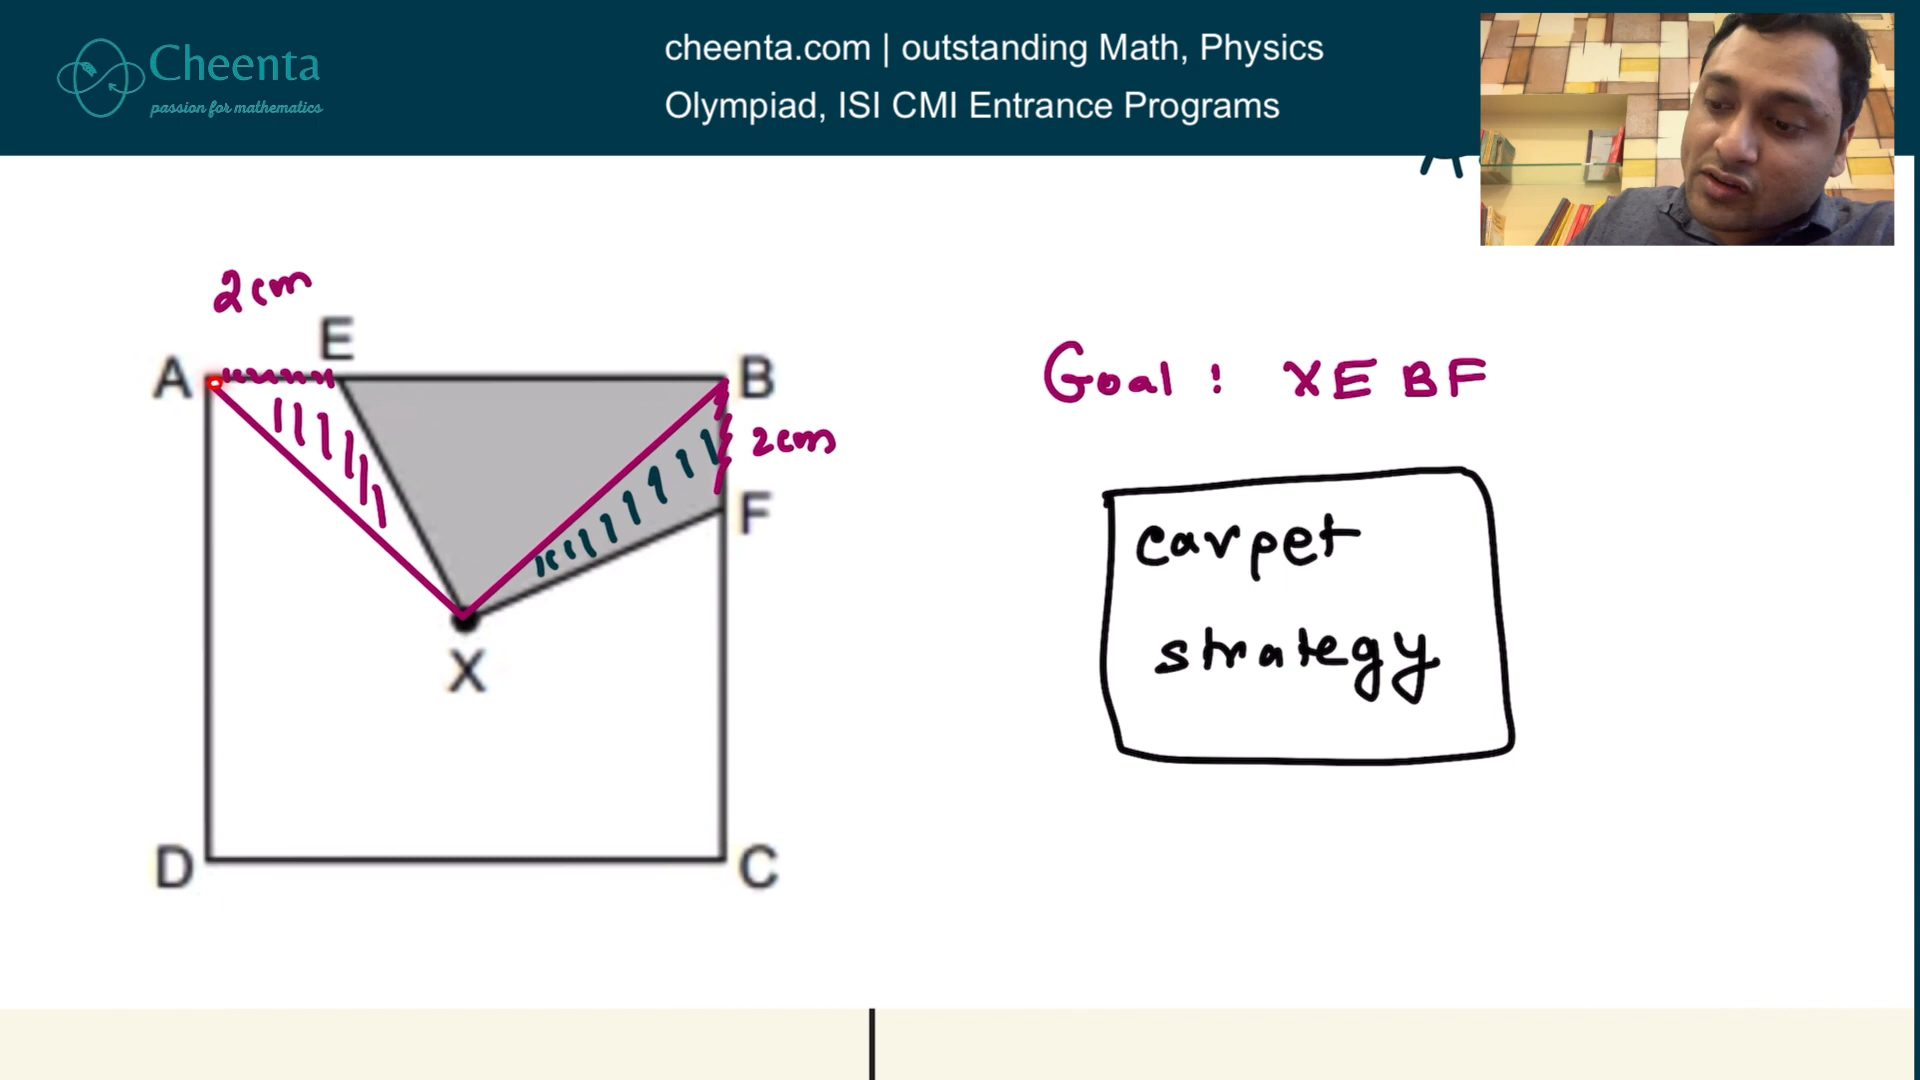 Cheenta
passion for mathematics
cheenta.com | outstanding Math, Physics
Olympiad, ISI CMI Entrance Programs
2cm
E
A
B
2cm
F
X
D
C
Goal : XEBF
carpet
strategy